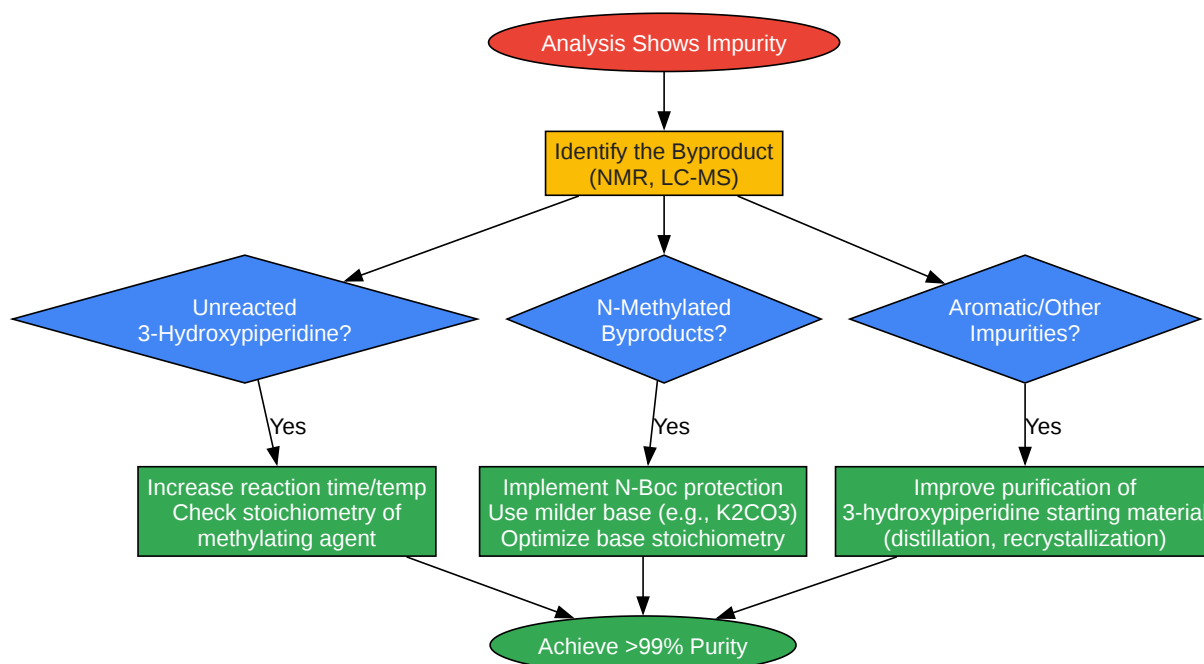 Analysis Shows Impurity
Identify the Byproduct
(NMR, LC-MS)
Unreacted
3-Hydroxypiperidine?
N-Methylated
Byproducts?
Aromatic/Other
Impurities?
Yes
Yes
Yes
Increase reaction time/temp
Check stoichiometry of
methylating agent
Implement N-Boc protection
Use milder base (e.g., K2CO3)
Optimize base stoichiometry
Improve purification of
3-hydroxypiperidine starting material
(distillation, recrystallization)
Achieve >99% Purity